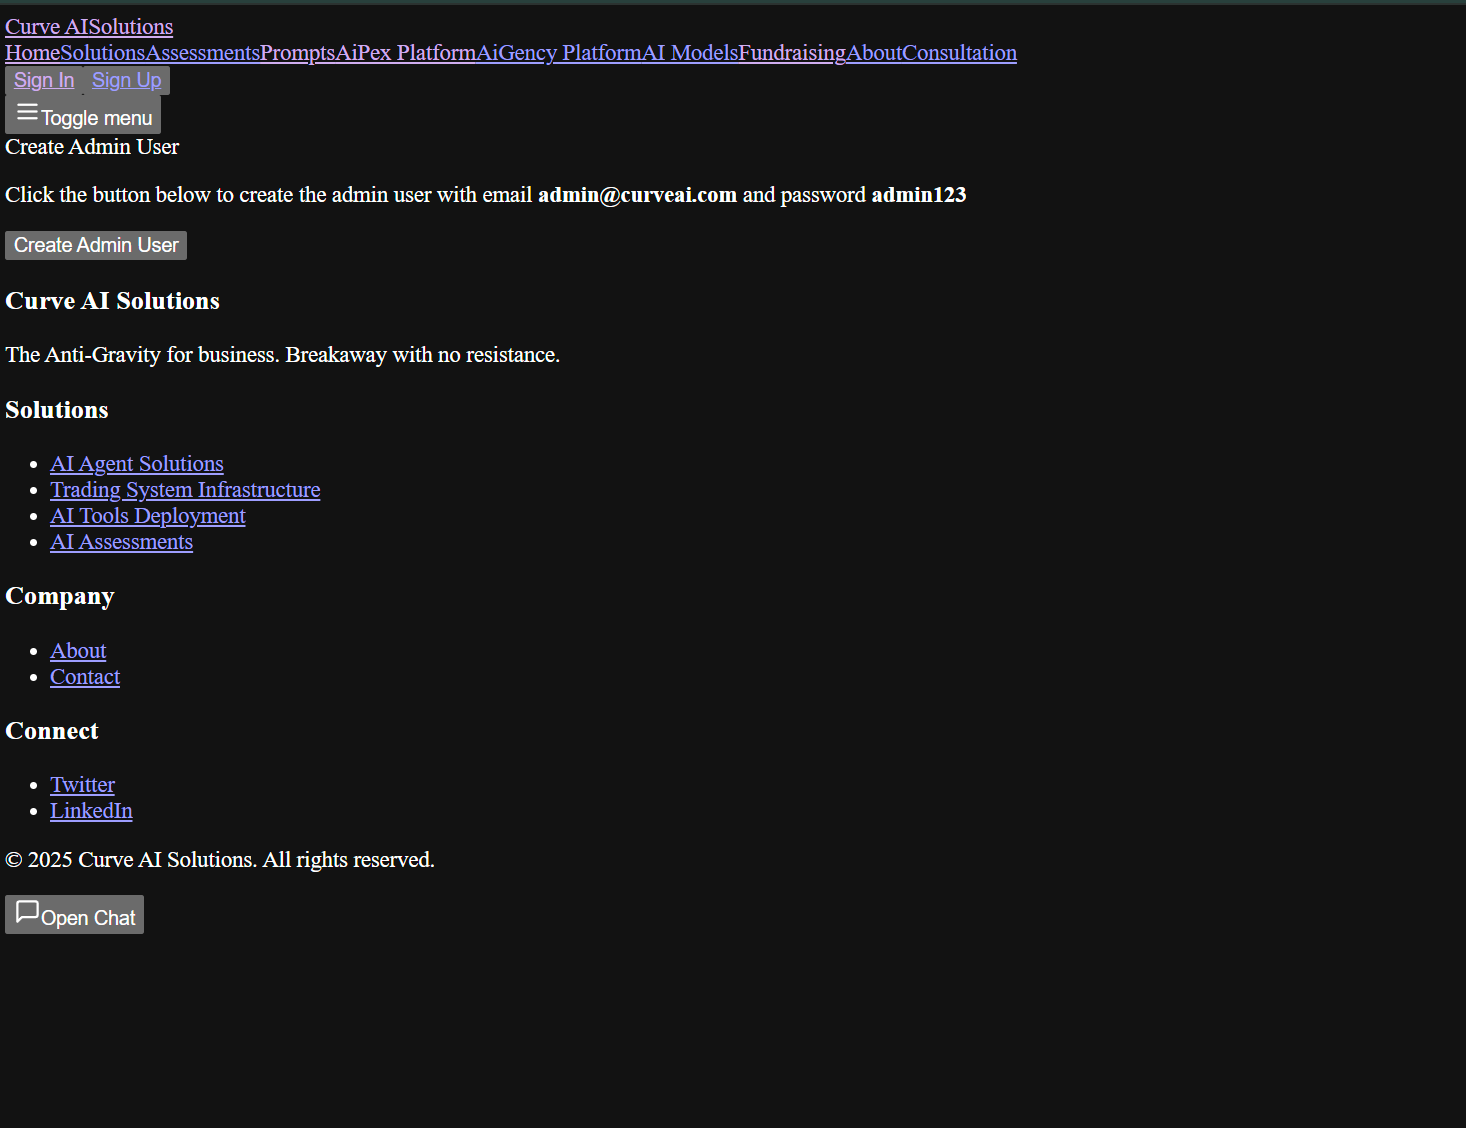 Curve AISolutions
HomeSolutionsAssessmentsPromptsAiPex PlatformAiGency PlatformAI ModelsFundraisingAboutConsultation
Sign In Sign Up
Toggle menu
Create Admin User
Click the button below to create the admin user with email admin@curveai.com and password admin123
Create Admin User
Curve AI Solutions
The Anti-Gravity for business. Breakaway with no resistance.
Solutions
AI Agent Solutions
Trading System Infrastructure
AI Tools Deployment
AI Assessments
Company
About
Contact
Connect
Twitter
LinkedIn
© 2025 Curve AI Solutions. All rights reserved.
Open Chat